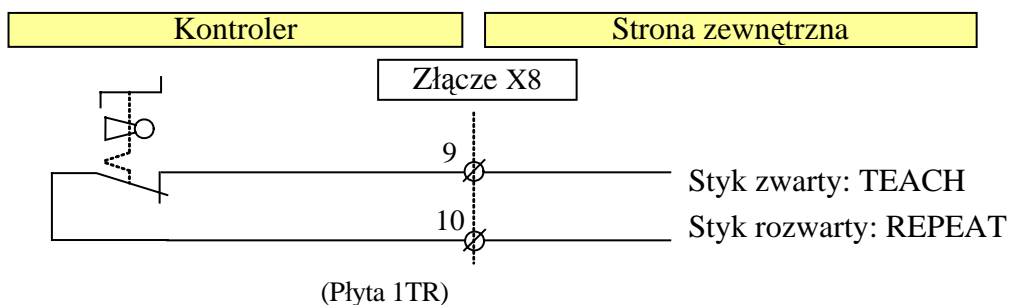 Kontroler
Strona zewnętrzna
Złącze X8
9
Styk zwarty: TEACH
10
Styk rozwarty: REPEAT
(Płyta 1TR)